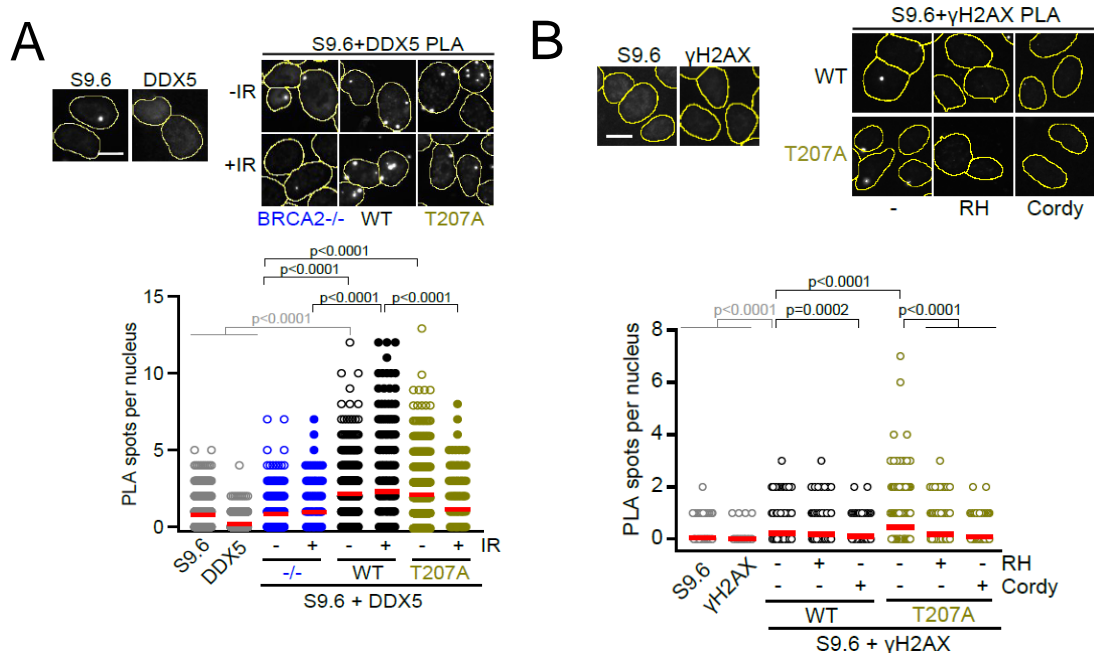 A
S9.6+DDX5 PLA
S9.6 DDX5
-IR
+IR
BRCA2-/- WT T207A
p<0.0001
p<0.0001
p<0.0001 p<0.0001
p<0.0001
PLA spots per nucleus
15
10
5
0
S9.6 DDX5
- + - + - + IR
-/- WT T207A
S9.6 + DDX5
B
S9.6+γH2AX PLA
S9.6 γH2AX
WT
T207A
- RH Cordy
p<0.0001
p<0.0001 p=0.0002 p<0.0001
PLA spots per nucleus
8
6
4
2
0
S9.6 γH2AX
- + - - + - RH
- - + - - + Cordy
WT T207A
S9.6 + γH2AX